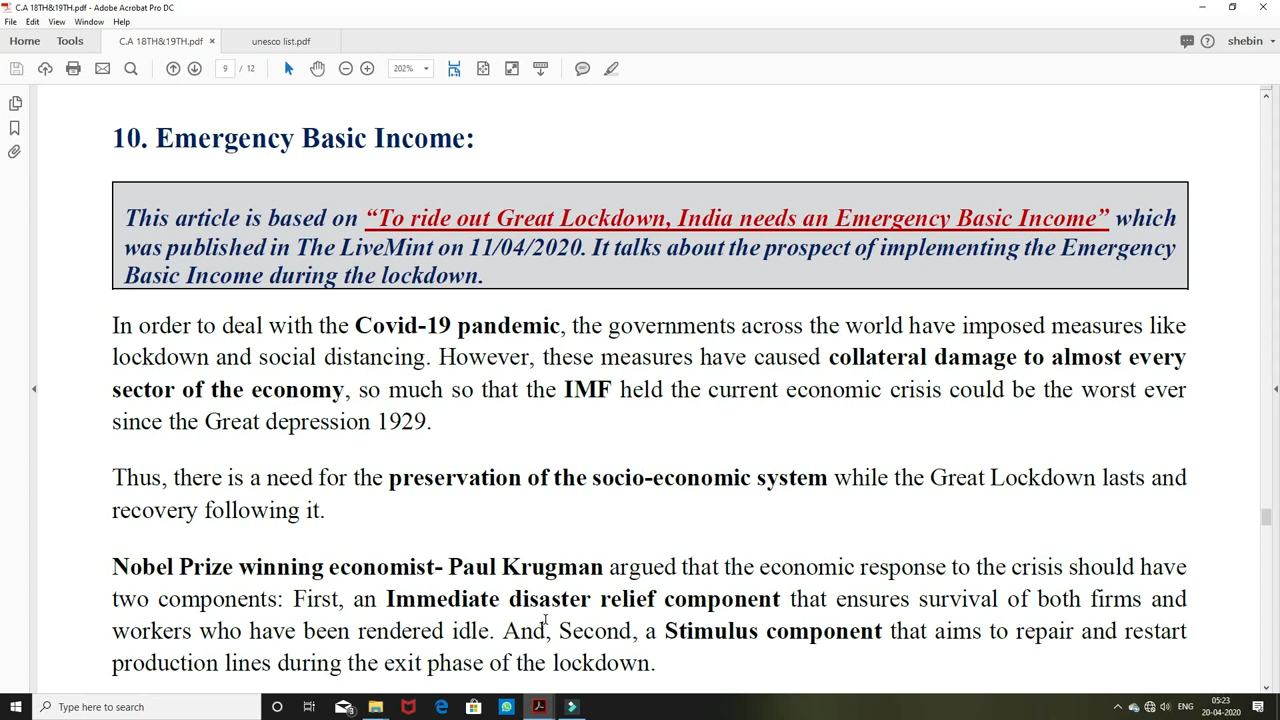 C.A 18TH&19TH.pdf - Adobe Acrobat Pro DC
File Edit View Window Help
Home Tools C.A 18TH&19TH.pdf × unesco list.pdf shebin
9 / 12 202%
10. Emergency Basic Income:
This article is based on “To ride out Great Lockdown, India needs an Emergency Basic Income” which
was published in The LiveMint on 11/04/2020. It talks about the prospect of implementing the Emergency
Basic Income during the lockdown.
In order to deal with the Covid-19 pandemic, the governments across the world have imposed measures like
lockdown and social distancing. However, these measures have caused collateral damage to almost every
sector of the economy, so much so that the IMF held the current economic crisis could be the worst ever
since the Great depression 1929.
Thus, there is a need for the preservation of the socio-economic system while the Great Lockdown lasts and
recovery following it.
Nobel Prize winning economist- Paul Krugman argued that the economic response to the crisis should have
two components: First, an Immediate disaster relief component that ensures survival of both firms and
workers who have been rendered idle. And, Second, a Stimulus component that aims to repair and restart
production lines during the exit phase of the lockdown.
Type here to search
ENG
05:23
20-04-2020